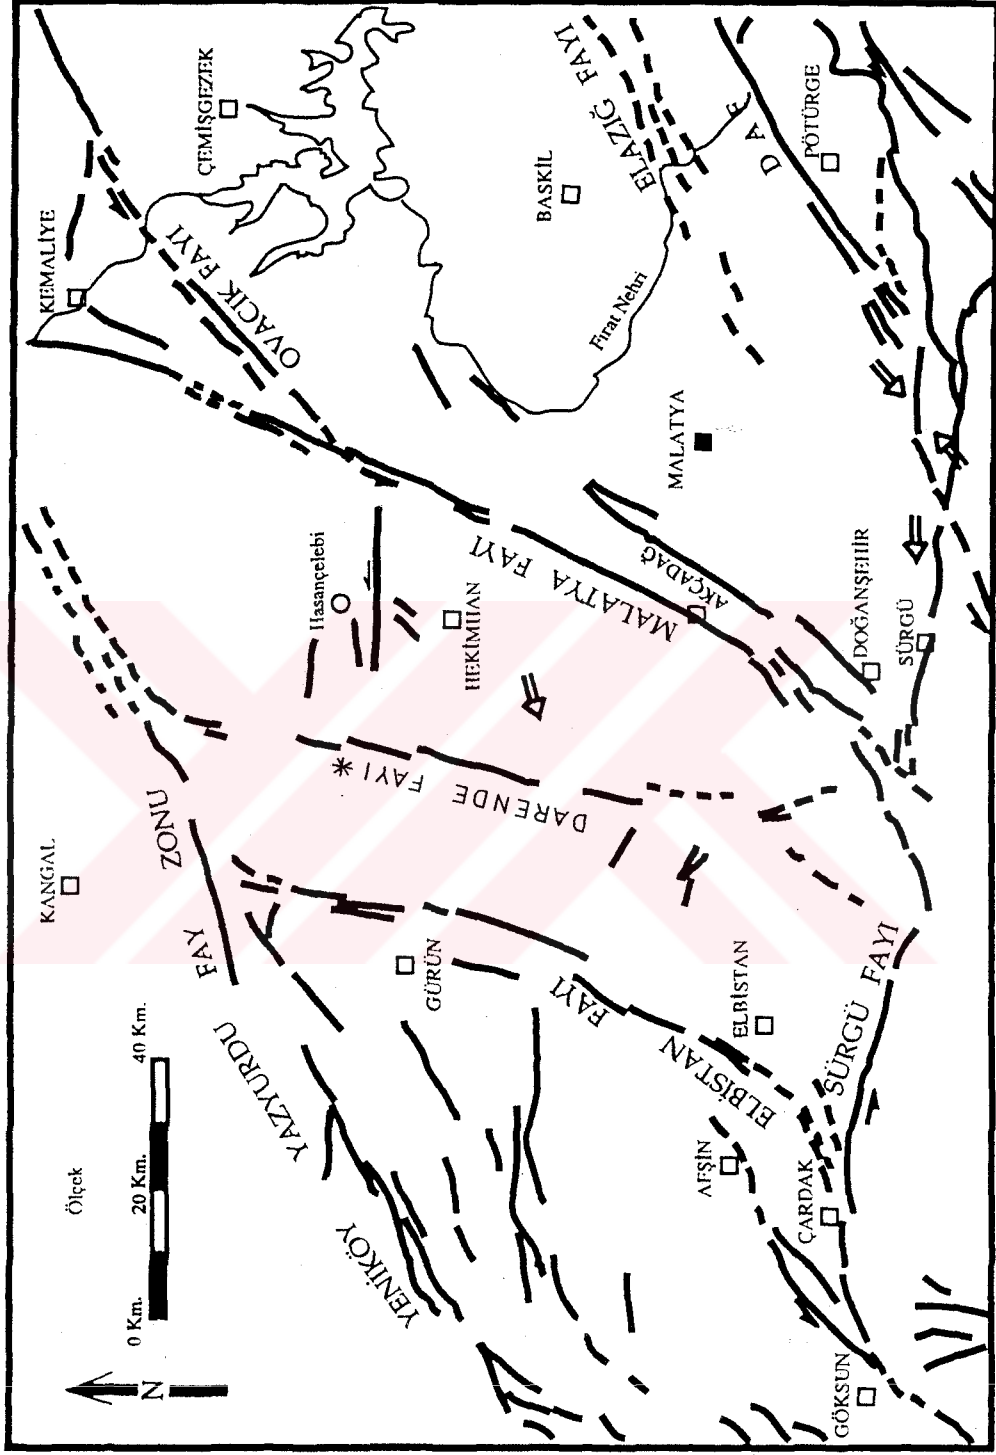 N
Ölçek
0 Km.
20 Km.
40 Km.
KANGAL
KEMALİYE
ÇEMİŞGEZEK
YAZYURDU
FAY
ZONU
YENİKÖY
OVACIK FAYI
Hasançelebi
HEKİMHAN
GÜRÜN
DARENDE FAYI*
MALATYA FAYI
BASKİL
ELAZIĞ FAYI
Fırat Nehri
MALATYA
AKÇADAĞ
ELBİSTAN FAYI
ELBİSTAN
AFŞİN
DAF
PÖTÜRGE
DOĞANŞEHİR
SÜRGÜ
SÜRGÜ FAYI
ÇARDAK
GÖKSUN